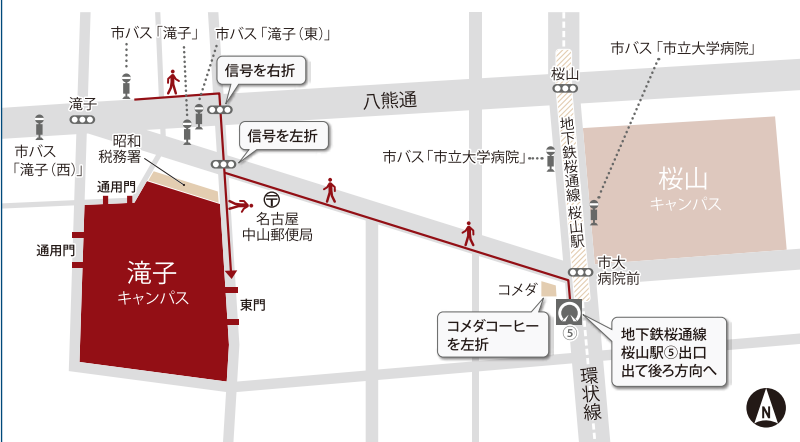 市バス「滝子」
市バス「滝子(東)」
市バス「市立大学病院」
信号を右折
桜山
滝子
八熊通
信号を左折
昭和
税務署
市バス
「滝子(西)」
地下鉄桜通線 桜山駅
市バス「市立大学病院」
桜山
キャンパス
通用門
〒
名古屋
中山郵便局
通用門
滝子
キャンパス
東門
市大
病院前
コメダ
コメダコーヒー
を左折
⑤
地下鉄桜通線
桜山駅⑤出口
出て後ろ方向へ
環状線
N